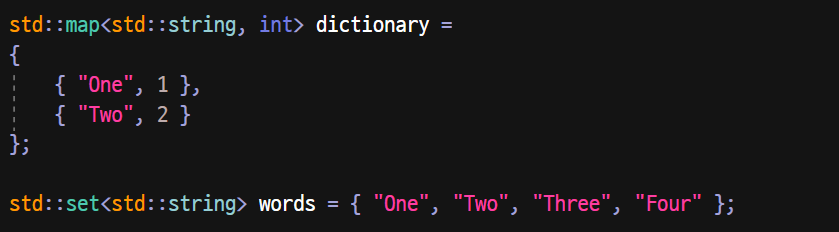 std::map<std::string, int> dictionary =
{
    { "One", 1 },
    { "Two", 2 }
};

std::set<std::string> words = { "One", "Two", "Three", "Four" };